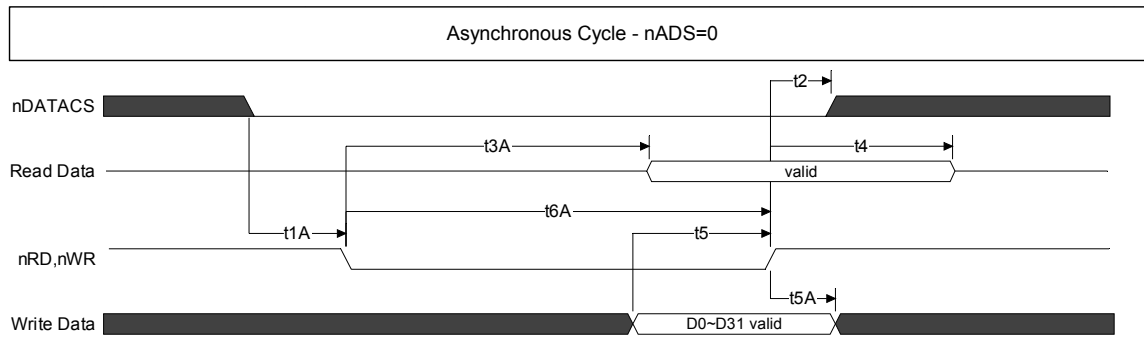 Asynchronous Cycle - nADS=0
t2
nDATACS
t3A
t4
Read Data
valid
t6A
t1A
t5
nRD,nWR
t5A
Write Data
D0~D31 valid